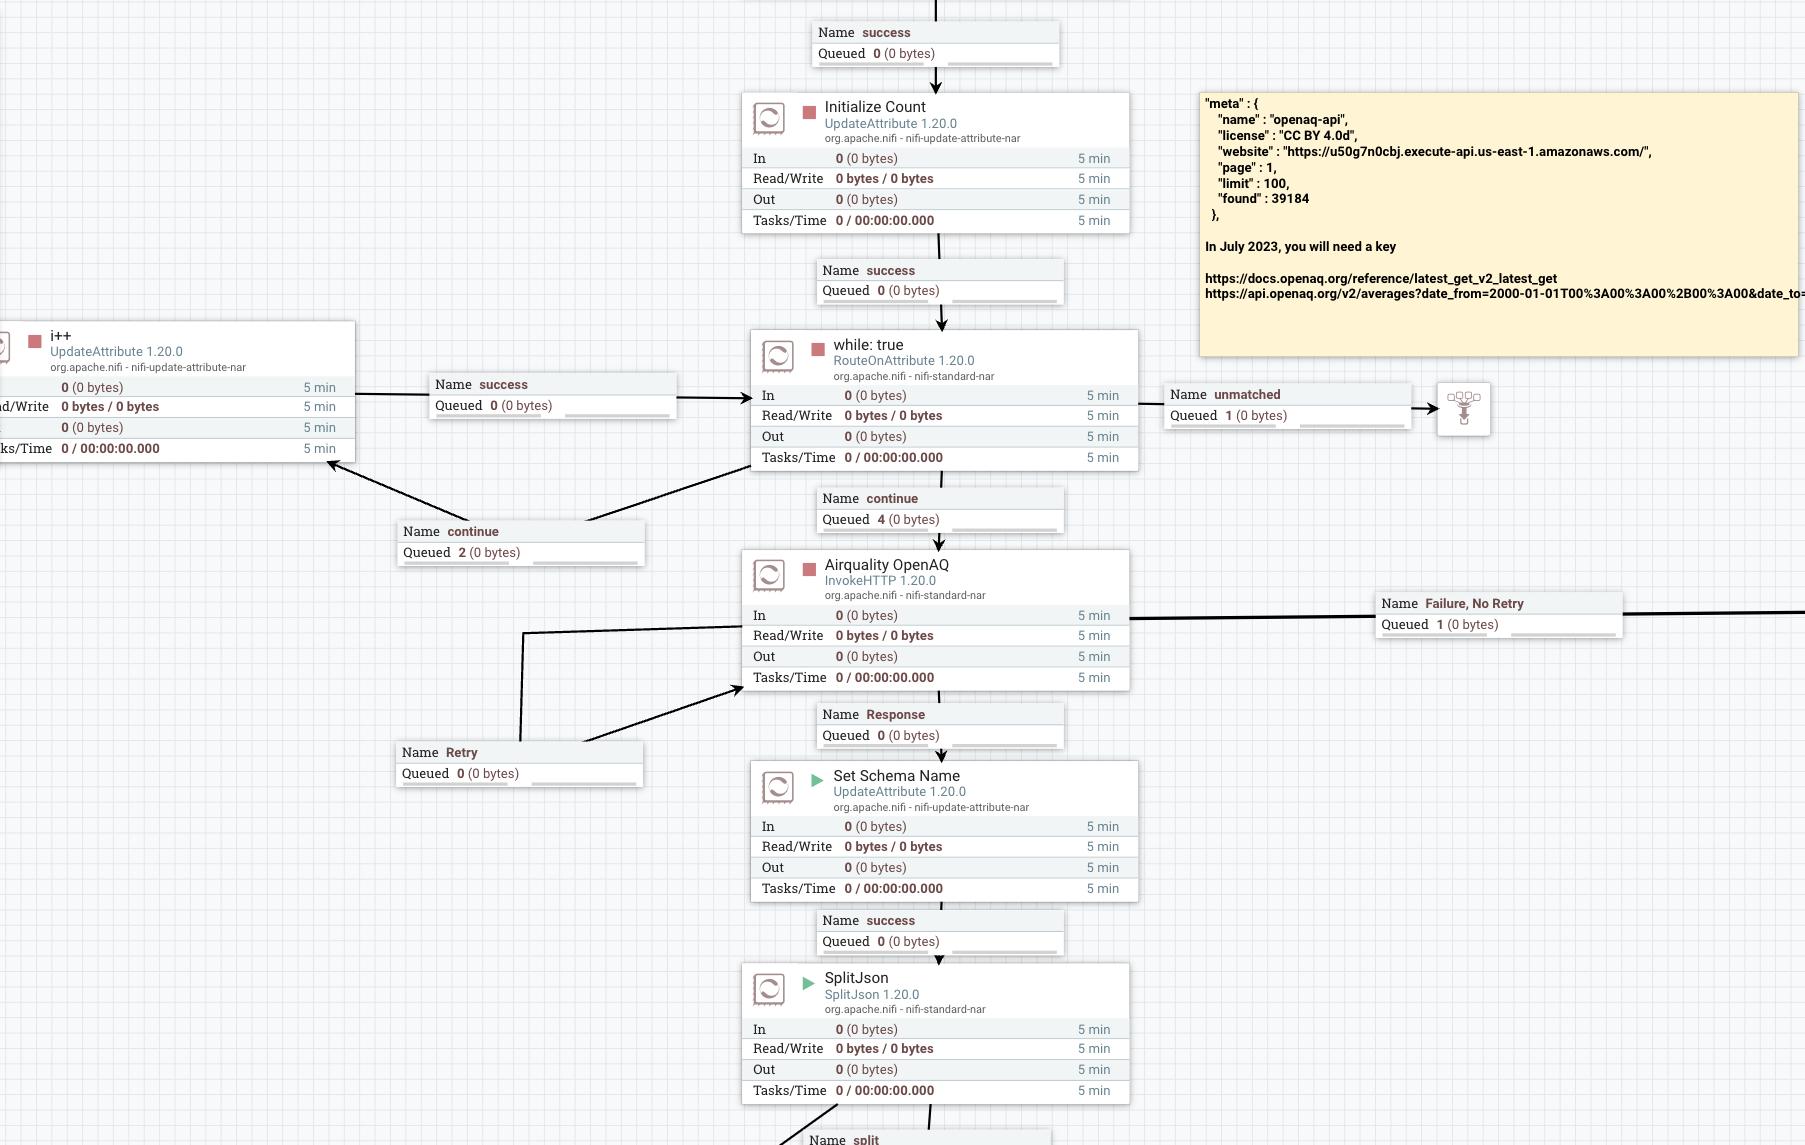 Name success
Queued 0 (0 bytes)
Initialize Count
UpdateAttribute 1.20.0
org.apache.nifi - nifi-update-attribute-nar
In 0 (0 bytes) 5 min
Read/Write 0 bytes / 0 bytes 5 min
Out 0 (0 bytes) 5 min
Tasks/Time 0 / 00:00:00.000 5 min
"meta" : {
"name" : "openaq-api",
"license" : "CC BY 4.0d",
"website" : "https://u50g7n0cbj.execute-api.us-east-1.amazonaws.com/",
"page" : 1,
"limit" : 100,
"found" : 39184
},
In July 2023, you will need a key
https://docs.openaq.org/reference/latest_get_v2_latest_get
https://api.openaq.org/v2/averages?date_from=2000-01-01T00%3A00%3A00%2B00%3A00&date_to=
Name success
Queued 0 (0 bytes)
i++
UpdateAttribute 1.20.0
org.apache.nifi - nifi-update-attribute-nar
0 (0 bytes) 5 min
d/Write 0 bytes / 0 bytes 5 min
0 (0 bytes) 5 min
ks/Time 0 / 00:00:00.000 5 min
Name success
Queued 0 (0 bytes)
while: true
RouteOnAttribute 1.20.0
org.apache.nifi - nifi-standard-nar
In 0 (0 bytes) 5 min
Read/Write 0 bytes / 0 bytes 5 min
Out 0 (0 bytes) 5 min
Tasks/Time 0 / 00:00:00.000 5 min
Name unmatched
Queued 1 (0 bytes)
Name continue
Queued 2 (0 bytes)
Name continue
Queued 4 (0 bytes)
Airquality OpenAQ
InvokeHTTP 1.20.0
org.apache.nifi - nifi-standard-nar
In 0 (0 bytes) 5 min
Read/Write 0 bytes / 0 bytes 5 min
Out 0 (0 bytes) 5 min
Tasks/Time 0 / 00:00:00.000 5 min
Name Failure, No Retry
Queued 1 (0 bytes)
Name Retry
Queued 0 (0 bytes)
Name Response
Queued 0 (0 bytes)
Set Schema Name
UpdateAttribute 1.20.0
org.apache.nifi - nifi-update-attribute-nar
In 0 (0 bytes) 5 min
Read/Write 0 bytes / 0 bytes 5 min
Out 0 (0 bytes) 5 min
Tasks/Time 0 / 00:00:00.000 5 min
Name success
Queued 0 (0 bytes)
SplitJson
SplitJson 1.20.0
org.apache.nifi - nifi-standard-nar
In 0 (0 bytes) 5 min
Read/Write 0 bytes / 0 bytes 5 min
Out 0 (0 bytes) 5 min
Tasks/Time 0 / 00:00:00.000 5 min
Name split